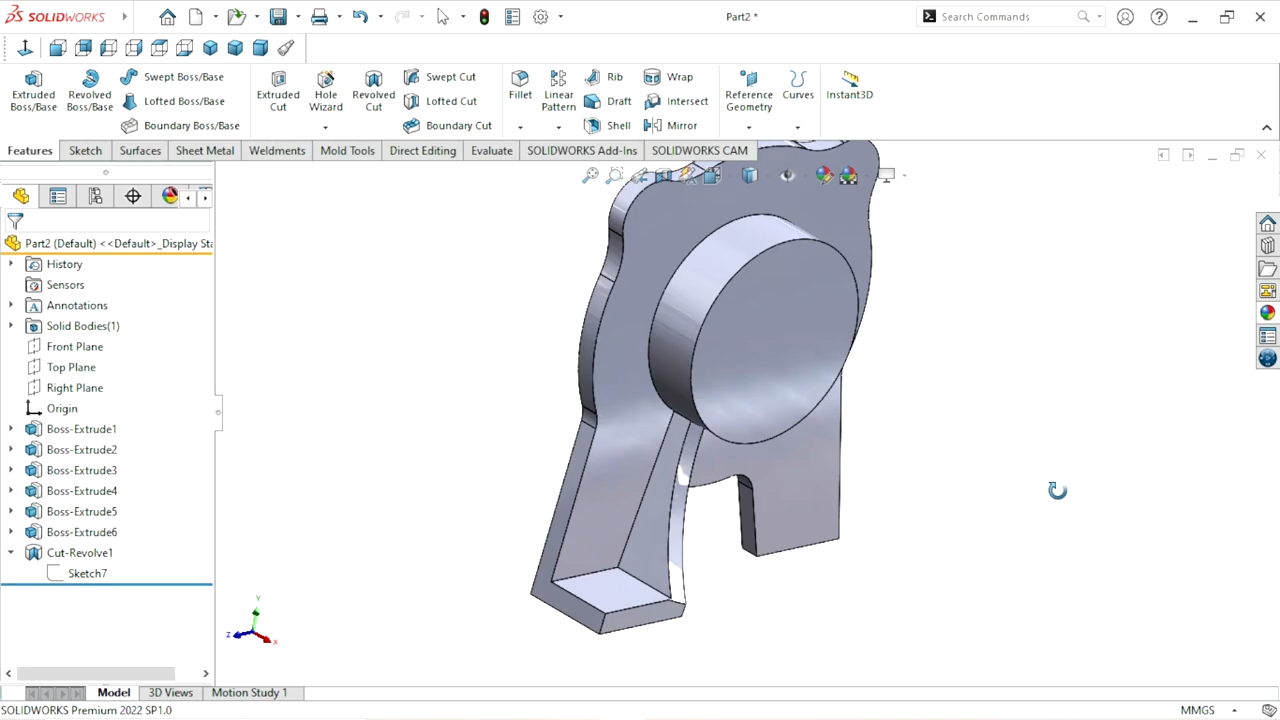 SOLIDWORKS
Part2 *
Search Commands
Extruded Boss/Base
Revolved Boss/Base
Swept Boss/Base
Lofted Boss/Base
Boundary Boss/Base
Extruded Cut
Hole Wizard
Revolved Cut
Swept Cut
Lofted Cut
Boundary Cut
Fillet
Linear Pattern
Rib
Draft
Shell
Wrap
Intersect
Mirror
Reference Geometry
Curves
Instant3D
Features
Sketch
Surfaces
Sheet Metal
Weldments
Mold Tools
Direct Editing
Evaluate
SOLIDWORKS Add-Ins
SOLIDWORKS CAM
Part2 (Default) <<Default>_Display Sta
History
Sensors
Annotations
Solid Bodies(1)
Front Plane
Top Plane
Right Plane
Origin
Boss-Extrude1
Boss-Extrude2
Boss-Extrude3
Boss-Extrude4
Boss-Extrude5
Boss-Extrude6
Cut-Revolve1
Sketch7
Y
Z
X
Model
3D Views
Motion Study 1
SOLIDWORKS Premium 2022 SP1.0
MMGS